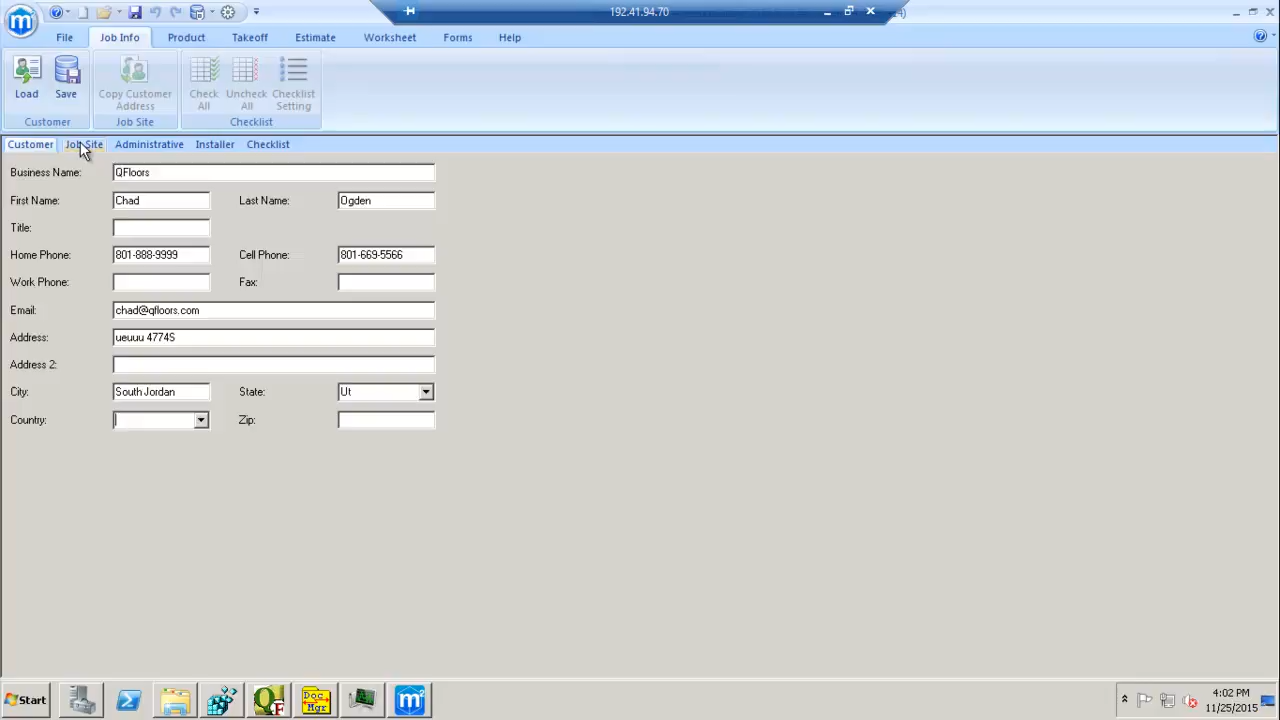 192.41.94.70
File Job Info Product Takeoff Estimate Worksheet Forms Help
Load Save Copy Customer Address Check All Uncheck All Checklist Setting
Customer Job Site Checklist
Customer Job Site Administrative Installer Checklist
Business Name: QFloors
First Name: Chad Last Name: Ogden
Title:
Home Phone: 801-888-9999 Cell Phone: 801-669-5566
Work Phone: Fax:
Email: chad@qfloors.com
Address: ueuuu 4774S
Address 2:
City: South Jordan State: Ut
Country: Zip:
Start Doc Mgr 4:02 PM
11/25/2015